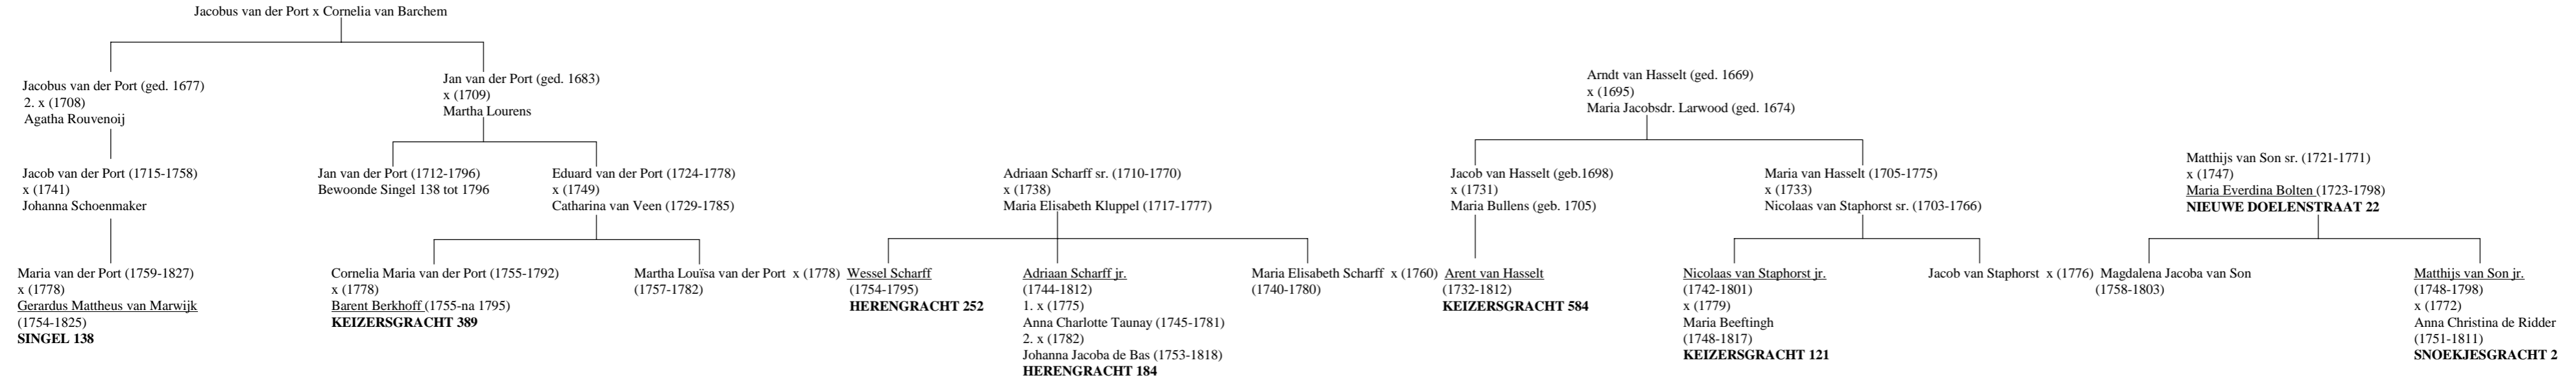 Jacobus van der Port x Cornelia van Barchem
Jacobus van der Port (ged. 1677)
2. x (1708)
Agatha Rouvenoij
Jan van der Port (ged. 1683)
x (1709)
Martha Lourens
Arndt van Hasselt (ged. 1669)
x (1695)
Maria Jacobsdr. Larwood (ged. 1674)
Jacob van der Port (1715-1758)
x (1741)
Johanna Schoenmaker
Jan van der Port (1712-1796)
Bewoonde Singel 138 tot 1796
Eduard van der Port (1724-1778)
x (1749)
Catharina van Veen (1729-1785)
Adriaan Scharff sr. (1710-1770)
x (1738)
Maria Elisabeth Kluppel (1717-1777)
Jacob van Hasselt (geb.1698)
x (1731)
Maria Bullens (geb. 1705)
Maria van Hasselt (1705-1775)
x (1733)
Nicolaas van Staphorst sr. (1703-1766)
Matthijs van Son sr. (1721-1771)
x (1747)
Maria Everdina Bolten (1723-1798)
NIEUWE DOELENSTRAAT 22
Maria van der Port (1759-1827)
x (1778)
Gerardus Mattheus van Marwijk
(1754-1825)
SINGEL 138
Cornelia Maria van der Port (1755-1792)
x (1778)
Barent Berkhoff (1755-na 1795)
KEIZERSGRACHT 389
Martha Louïsa van der Port x (1778)
(1757-1782)
Wessel Scharff
(1754-1795)
HERENGRACHT 252
Adriaan Scharff jr.
(1744-1812)
1. x (1775)
Anna Charlotte Taunay (1745-1781)
2. x (1782)
Johanna Jacoba de Bas (1753-1818)
HERENGRACHT 184
Maria Elisabeth Scharff x (1760)
(1740-1780)
Arent van Hasselt
(1732-1812)
KEIZERSGRACHT 584
Nicolaas van Staphorst jr.
(1742-1801)
x (1779)
Maria Beeftingh
(1748-1817)
KEIZERSGRACHT 121
Jacob van Staphorst x (1776)
Magdalena Jacoba van Son
(1758-1803)
Matthijs van Son jr.
(1748-1798)
x (1772)
Anna Christina de Ridder
(1751-1811)
SNOEKJESGRACHT 2